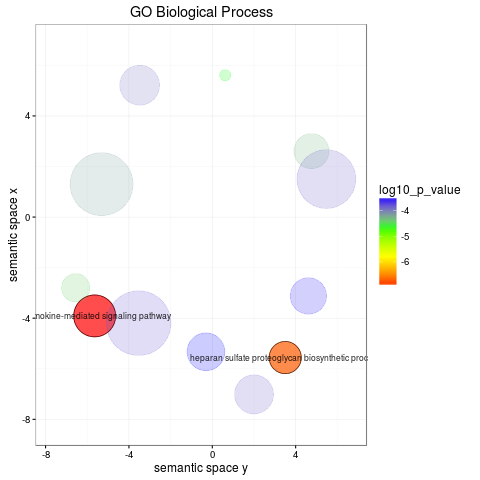 GO Biological Process
log10_p_value
-4
-5
-6
semantic space x
4
0
-4
-8
nokine-mediated signaling pathway
heparan sulfate proteoglycan biosynthetic proc
-8
-4
0
4
semantic space y